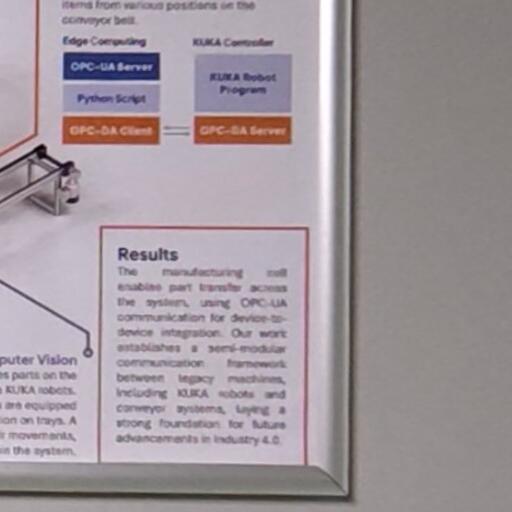 items from various positions on the
conveyor belt.
Edge Computing
KUKA Controller
OPC-UA Server
Python Script
OPC-DA Client
KUKA Robot
Program
OPC-DA Server
Results
The manufacturing cell
enables part transfer across
the system, using OPC-UA
communication for device-to-
device integration. Our work
establishes a semi-modular
communication framework
between legacy machines,
including KUKA robots and
conveyor systems, laying a
strong foundation for future
advancements in Industry 4.0.
puter Vision
es parts on the
KUKA robots.
are equipped
ion on trays. A
r movements,
in the system.